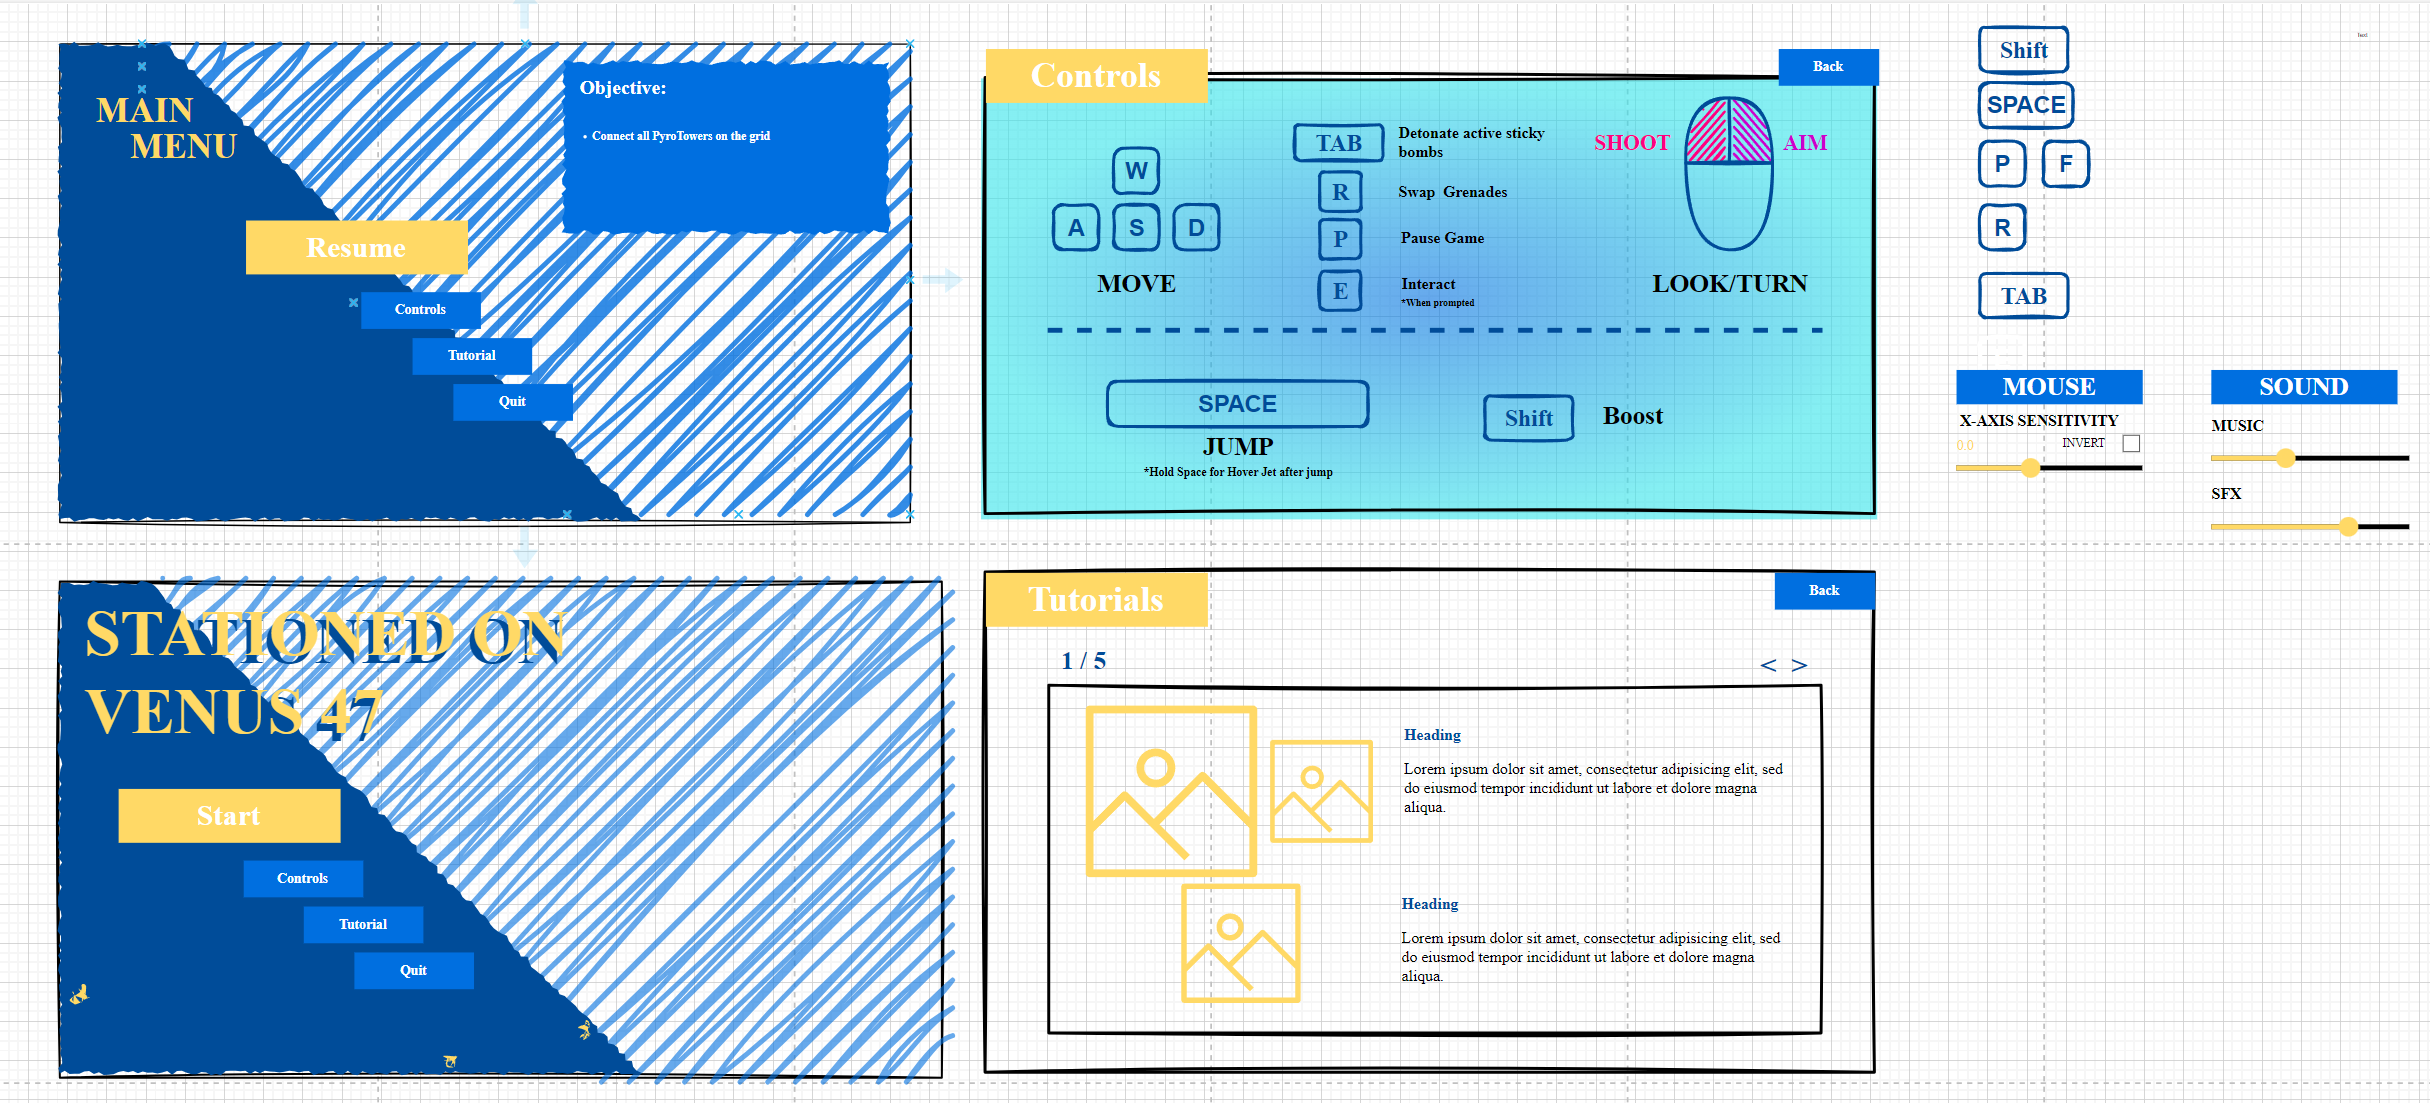 MAIN
MENU
Objective:
• Connect all PyroTowers on the grid
Resume
Controls
Tutorial
Quit
Controls
Back
W
A S D
MOVE
TAB
Detonate active sticky
bombs
R
Swap Grenades
P
Pause Game
E
Interact
*When prompted
SHOOT
AIM
LOOK/TURN
SPACE
JUMP
*Hold Space for Hover Jet after jump
Shift
Boost
Shift
SPACE
P F
R
TAB
Text
MOUSE
X-AXIS SENSITIVITY
0.0
INVERT
SOUND
MUSIC
SFX
STATIONED ON
VENUS 47
Start
Controls
Tutorial
Quit
Tutorials
Back
1 / 5
< >
Heading
Lorem ipsum dolor sit amet, consectetur adipisicing elit, sed
do eiusmod tempor incididunt ut labore et dolore magna
aliqua.
Heading
Lorem ipsum dolor sit amet, consectetur adipisicing elit, sed
do eiusmod tempor incididunt ut labore et dolore magna
aliqua.